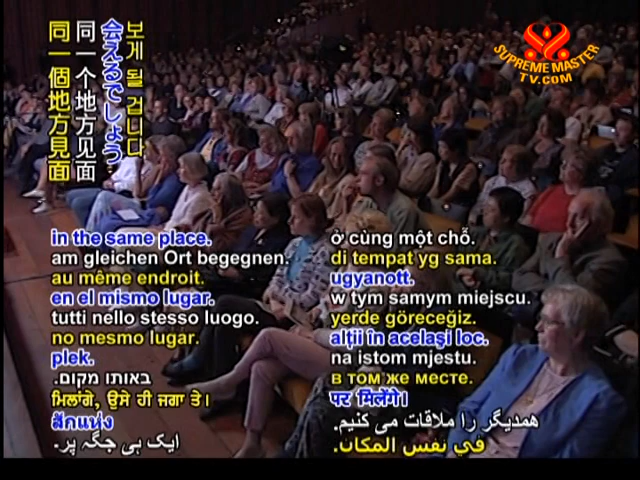 SUPREME MASTER
TV.COM
보게 될 겁니다
会えるでしょう
同一个地方见面
同一個地方見面
in the same place.
am gleichen Ort begegnen.
au même endroit.
en el mismo lugar.
tutti nello stesso luogo.
no mesmo lugar.
plek.
באותו מקום.
ਮਿਲਾਂਗੇ, ਉਸੇ ਹੀ ਜਗਾ ਤੇ।
สักแห่ง
ایک ہی جگہ پر۔
ở cùng một chỗ.
di tempat yg sama.
ugyanott.
w tym samym miejscu.
yerde göreceğiz.
alţii în acelaşi loc.
na istom mjestu.
в том же месте.
पर मिलेंगे।
همدیگر را ملاقات می کنیم.
في نفس المكان.